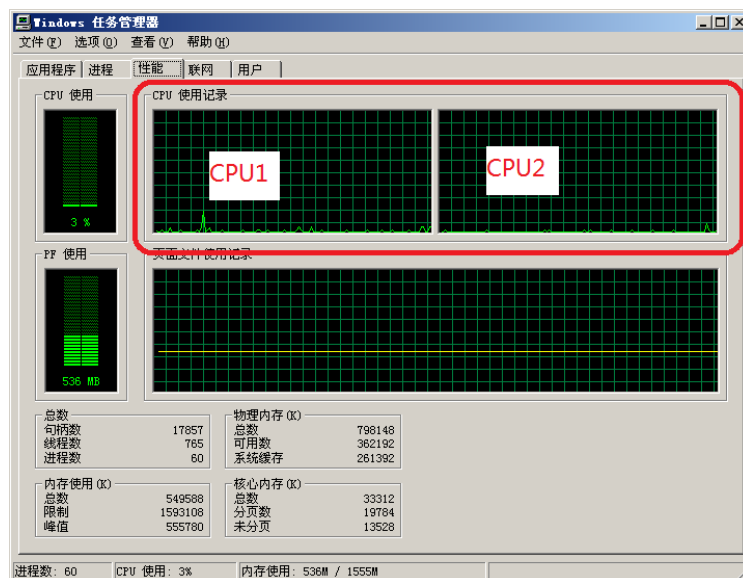 Windows 任务管理器
文件(F) 选项(O) 查看(V) 帮助(H)
应用程序 进程 性能 联网 用户
CPU 使用 CPU 使用记录
CPU1 CPU2
3 %
PF 使用 页面文件使用记录
536 MB
总数 物理内存(K)
句柄数 17857 总数 798148
线程数 765 可用数 362192
进程数 60 系统缓存 261392
内存使用(K) 核心内存(K)
总数 549588 总数 33312
限制 1593108 分页数 19784
峰值 555780 未分页 13528
进程数: 60 CPU 使用: 3% 内存使用: 536M / 1555M